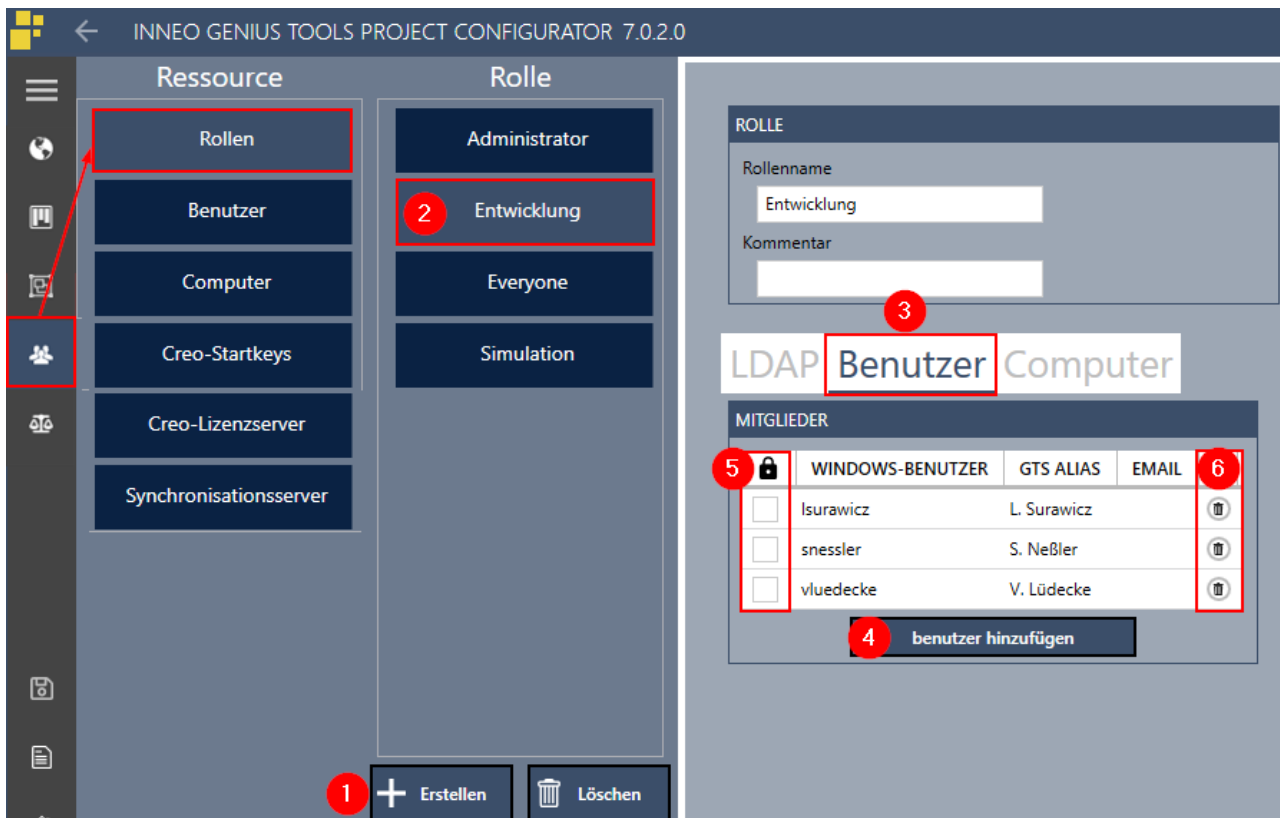 INNEO GENIUS TOOLS PROJECT CONFIGURATOR 7.0.2.0
Ressource
Rollen
Benutzer
Computer
Creo-Startkeys
Creo-Lizenzserver
Synchronisationsserver
Rolle
Administrator
2 Entwicklung
Everyone
Simulation
1 Erstellen
Löschen
ROLLE
Rollenname
Entwicklung
Kommentar
3
LDAP Benutzer Computer
MITGLIEDER
5 WINDOWS-BENUTZER GTS ALIAS EMAIL 6
lsurawicz L. Surawicz
snessler S. Neßler
vluedecke V. Lüdecke
4 benutzer hinzufügen